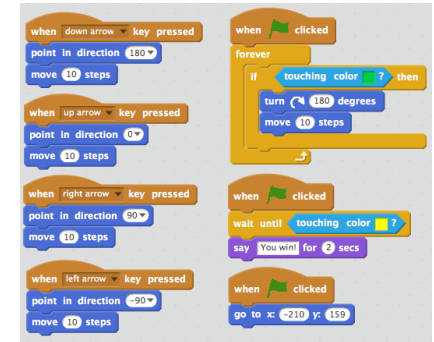 when down arrow key pressed
point in direction 180
move 10 steps
when up arrow key pressed
point in direction 0
move 10 steps
when right arrow key pressed
point in direction 90
move 10 steps
when left arrow key pressed
point in direction -90
move 10 steps
when clicked
forever
if touching color ? then
turn 180 degrees
move 10 steps
when clicked
wait until touching color ?
say You win! for 2 secs
when clicked
go to x: -210 y: 159